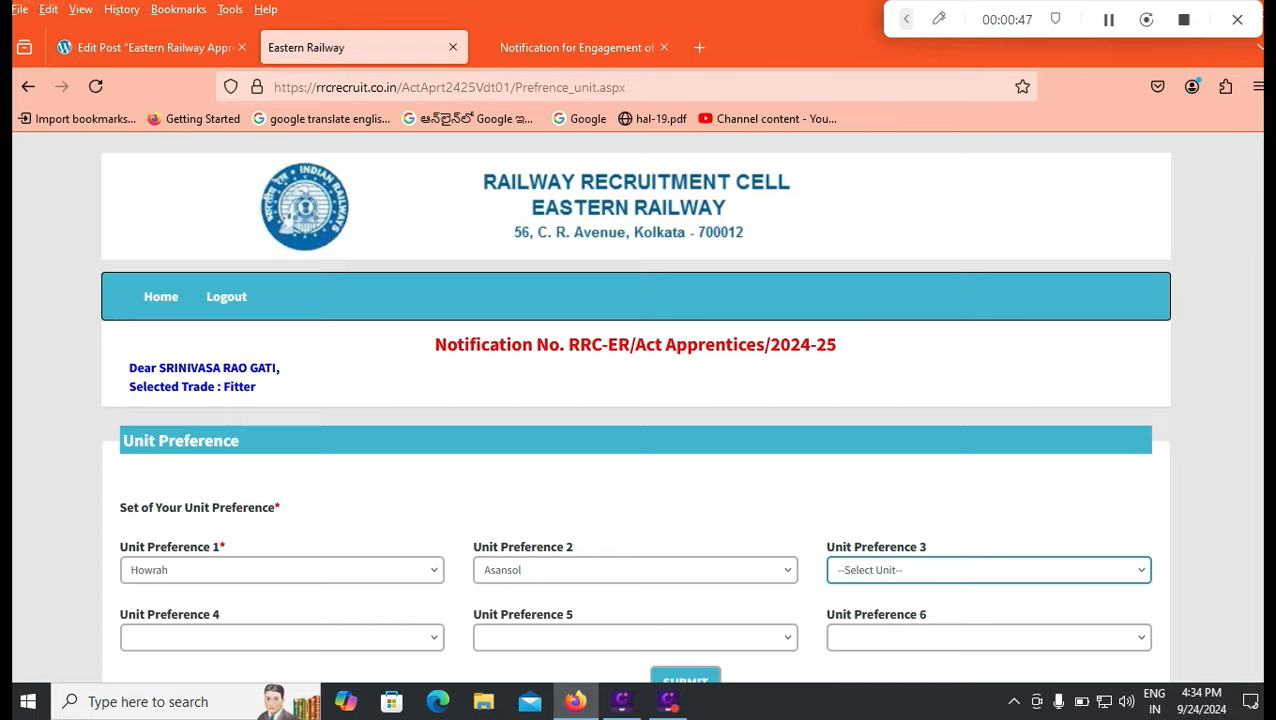 File Edit View History Bookmarks Tools Help
00:00:47
Edit Post "Eastern Railway Appr
Eastern Railway
Notification for Engagement of
https://rrcrecruit.co.in/ActAprt2425Vdt01/Prefrence_unit.aspx
Import bookmarks... Getting Started google translate englis... ఆన్‌లైన్‌లో Google ఇ... Google hal-19.pdf Channel content - You...
INDIAN RAILWAYS
भारतीय रेल
RAILWAY RECRUITMENT CELL
EASTERN RAILWAY
56, C. R. Avenue, Kolkata - 700012
Home Logout
Notification No. RRC-ER/Act Apprentices/2024-25
Dear SRINIVASA RAO GATI,
Selected Trade : Fitter
Unit Preference
Set of Your Unit Preference*
Unit Preference 1* Unit Preference 2 Unit Preference 3
Howrah Asansol --Select Unit--
Unit Preference 4 Unit Preference 5 Unit Preference 6
SUBMIT
Type here to search
ENG 4:34 PM
IN 9/24/2024